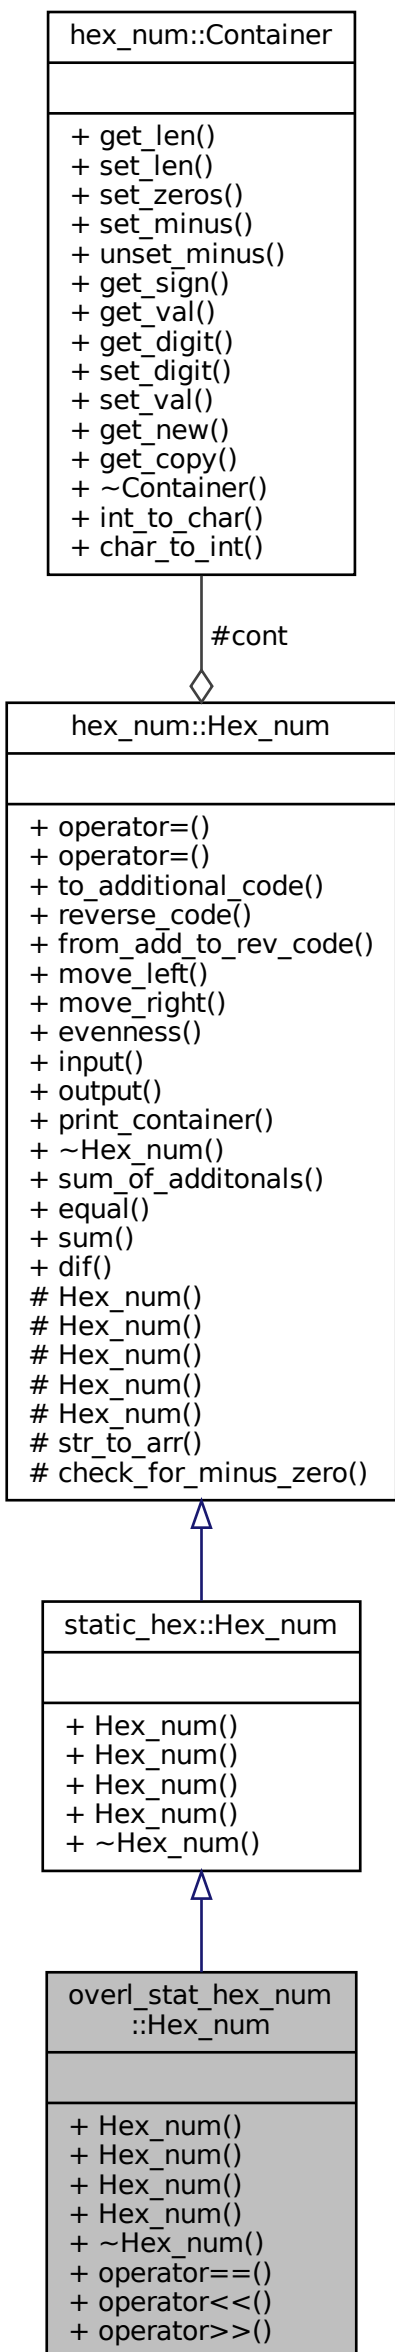 hex_num::Container
+ get_len()
+ set_len()
+ set_zeros()
+ set_minus()
+ unset_minus()
+ get_sign()
+ get_val()
+ get_digit()
+ set_digit()
+ set_val()
+ get_new()
+ get_copy()
+ ~Container()
+ int_to_char()
+ char_to_int()
#cont
hex_num::Hex_num
+ operator=()
+ operator=()
+ to_additional_code()
+ reverse_code()
+ from_add_to_rev_code()
+ move_left()
+ move_right()
+ evenness()
+ input()
+ output()
+ print_container()
+ ~Hex_num()
+ sum_of_additonals()
+ equal()
+ sum()
+ dif()
# Hex_num()
# Hex_num()
# Hex_num()
# Hex_num()
# Hex_num()
# str_to_arr()
# check_for_minus_zero()
static_hex::Hex_num
+ Hex_num()
+ Hex_num()
+ Hex_num()
+ Hex_num()
+ ~Hex_num()
overl_stat_hex_num
::Hex_num
+ Hex_num()
+ Hex_num()
+ Hex_num()
+ Hex_num()
+ ~Hex_num()
+ operator==()
+ operator<<()
+ operator>>()